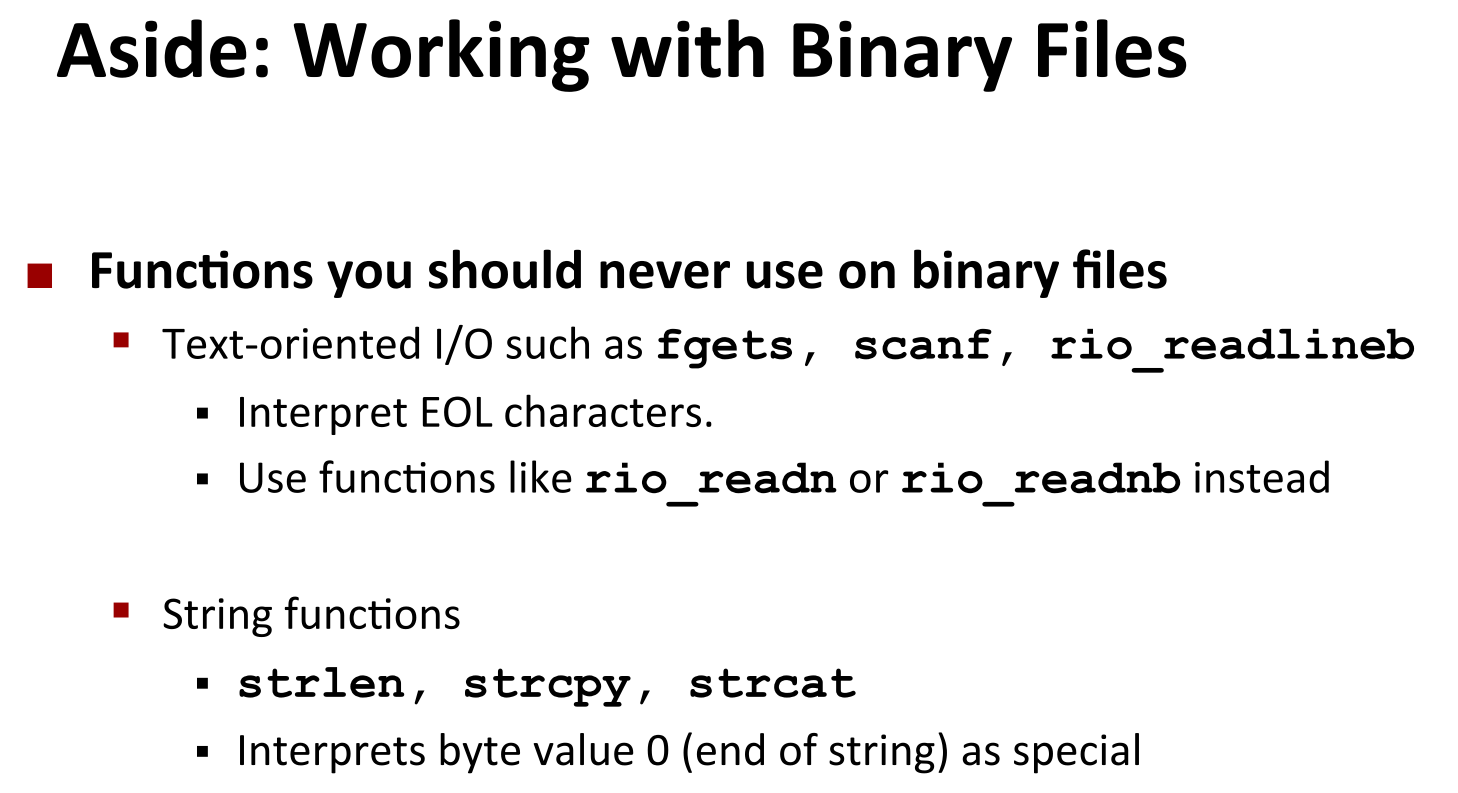 Aside: Working with Binary Files
Functions you should never use on binary files
Text-oriented I/O such as fgets, scanf, rio_readlineb
Interpret EOL characters.
Use functions like rio_readn or rio_readnb instead
String functions
strlen, strcpy, strcat
Interprets byte value 0 (end of string) as special